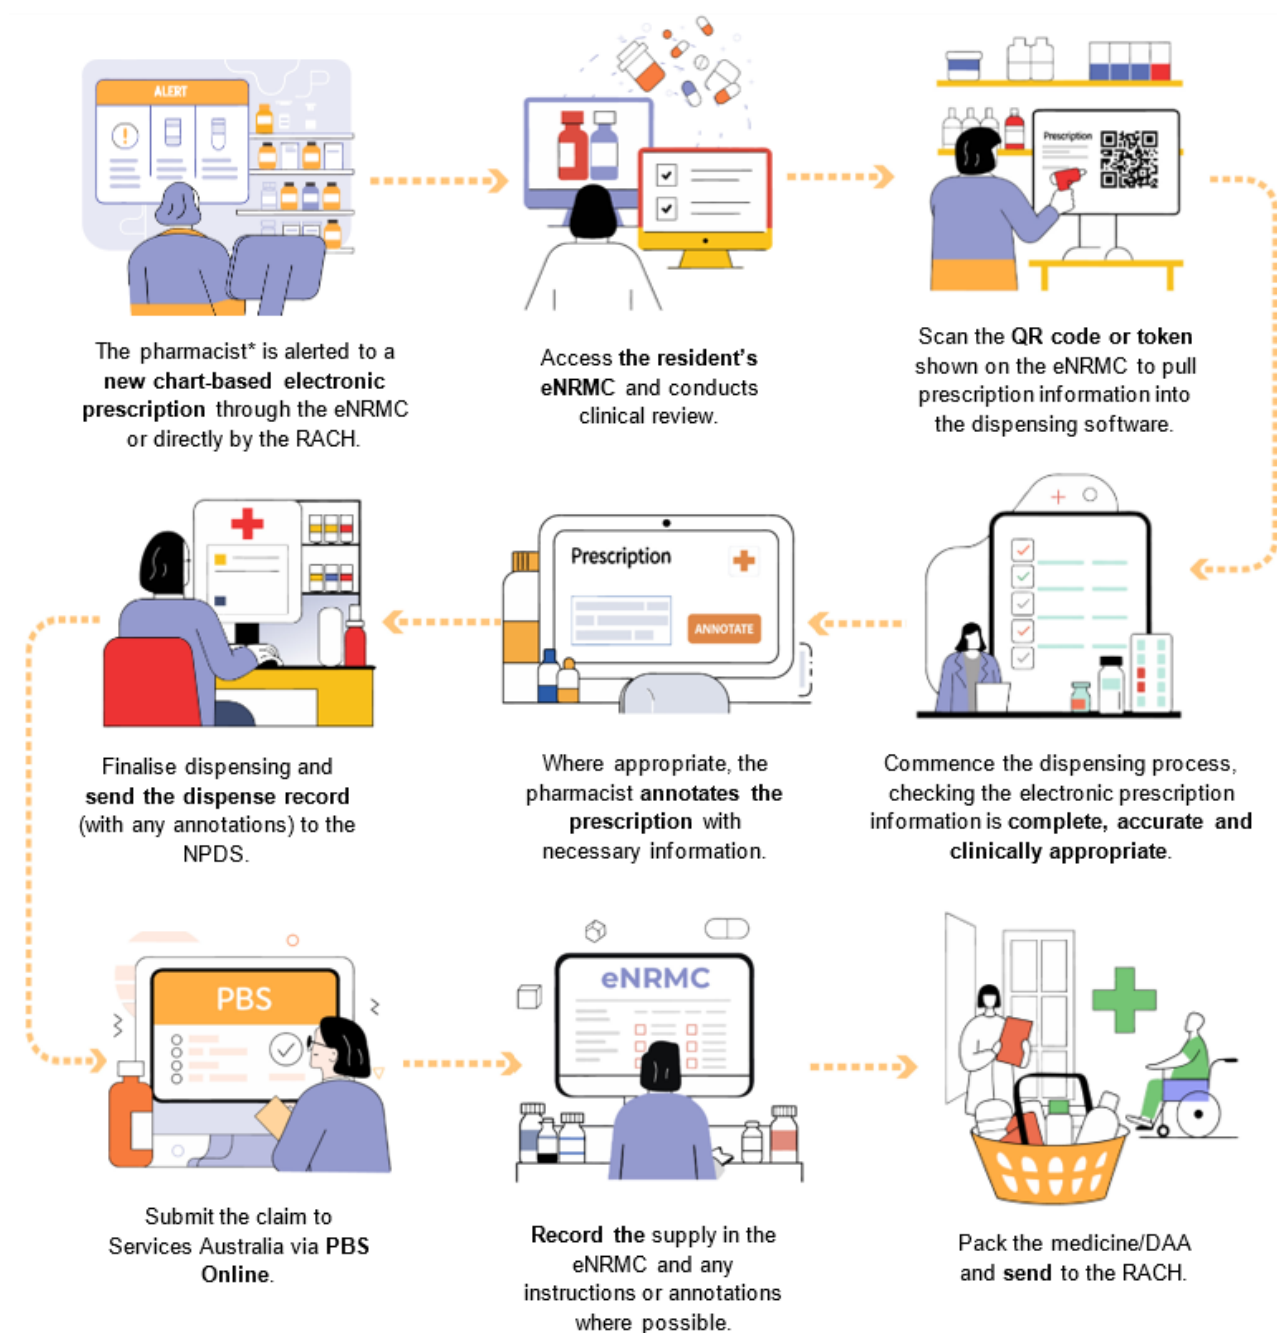 ALERT
The pharmacist* is alerted to a
new chart-based electronic
prescription through the eNRMC
or directly by the RACH.
Access the resident's
eNRMC and conducts
clinical review.
Prescription
Scan the QR code or token
shown on the eNRMC to pull
prescription information into
the dispensing software.
Commence the dispensing process,
checking the electronic prescription
information is complete, accurate and
clinically appropriate.
Prescription
ANNOTATE
Where appropriate, the
pharmacist annotates the
prescription with
necessary information.
Finalise dispensing and
send the dispense record
(with any annotations) to the
NPDS.
PBS
Submit the claim to
Services Australia via PBS
Online.
eNRMC
Record the supply in the
eNRMC and any
instructions or annotations
where possible.
Pack the medicine/DAA
and send to the RACH.